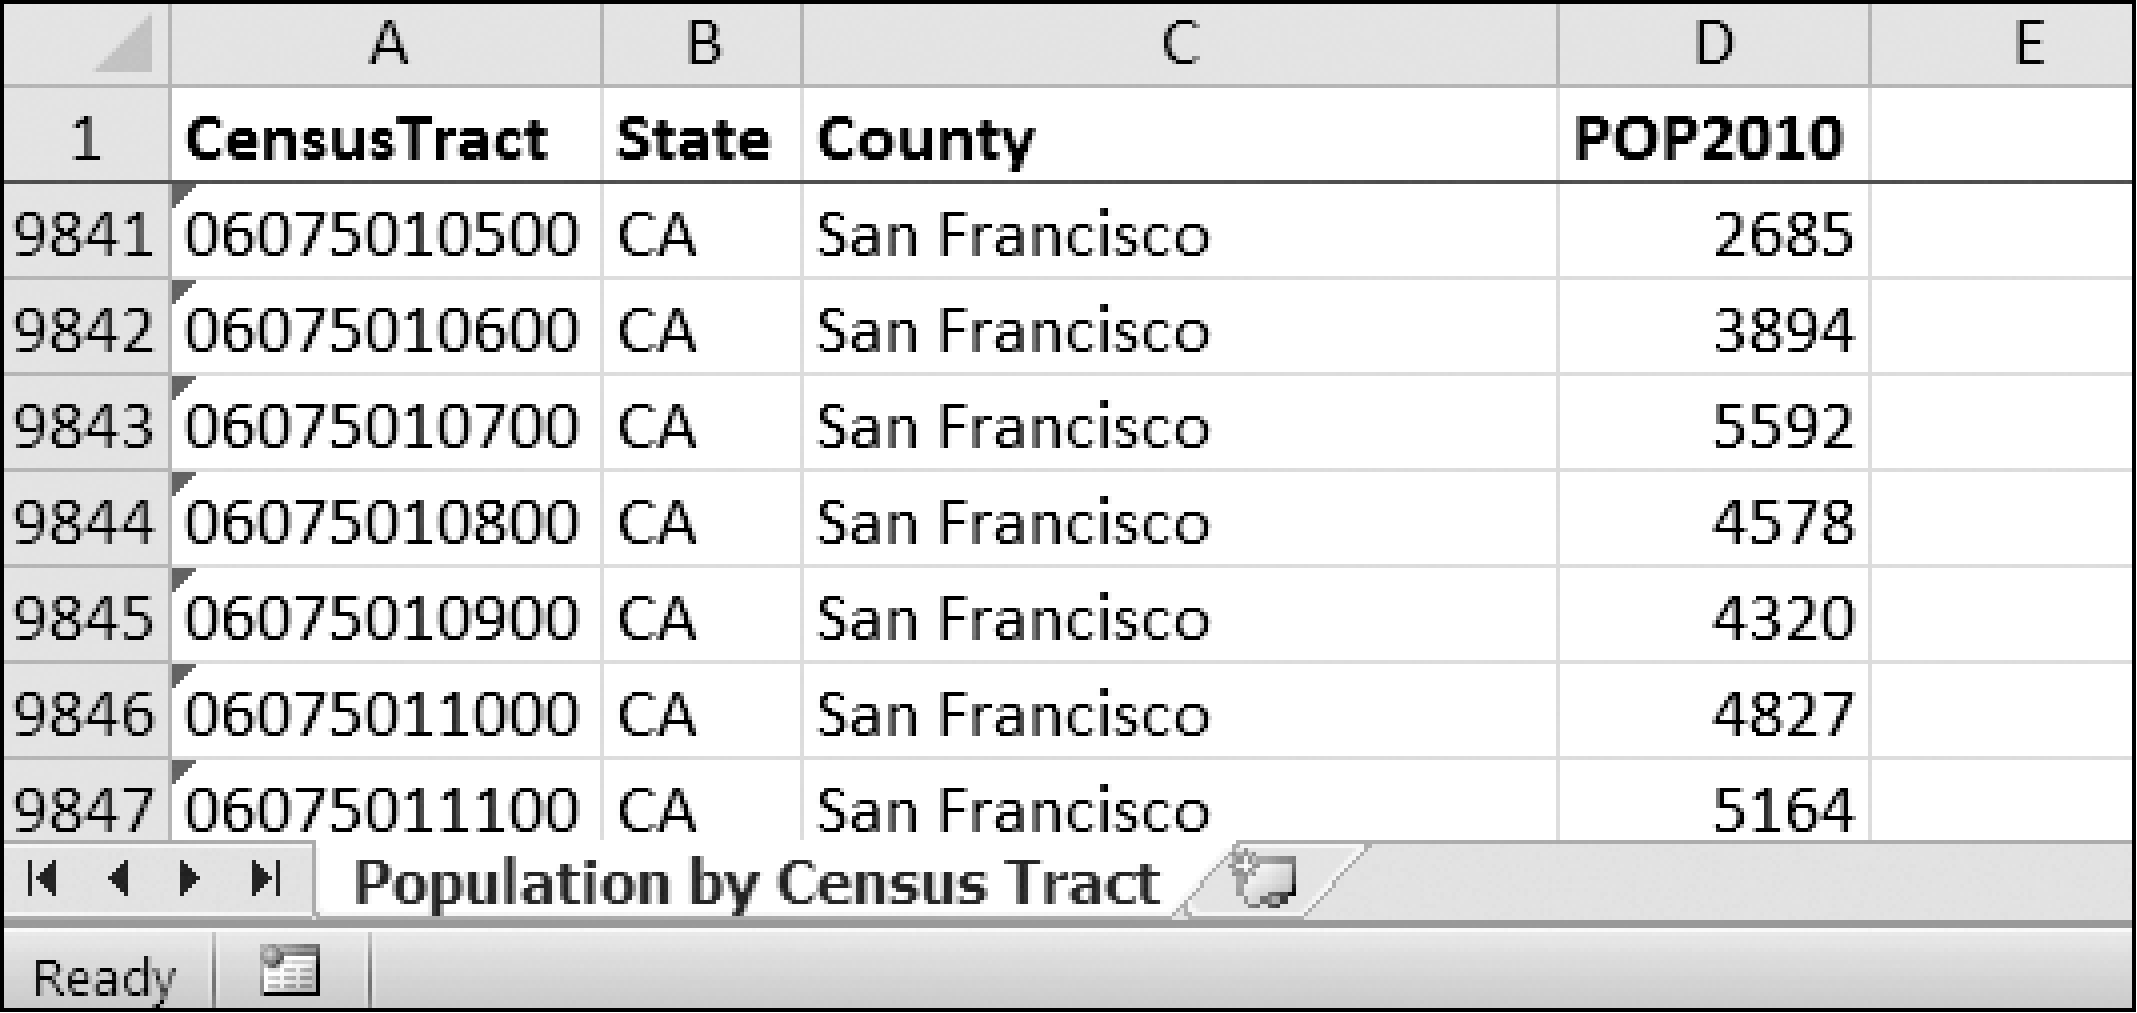 A B C D E
1 CensusTract State County POP2010
9841 06075010500 CA San Francisco 2685
9842 06075010600 CA San Francisco 3894
9843 06075010700 CA San Francisco 5592
9844 06075010800 CA San Francisco 4578
9845 06075010900 CA San Francisco 4320
9846 06075011000 CA San Francisco 4827
9847 06075011100 CA San Francisco 5164
Population by Census Tract
Ready